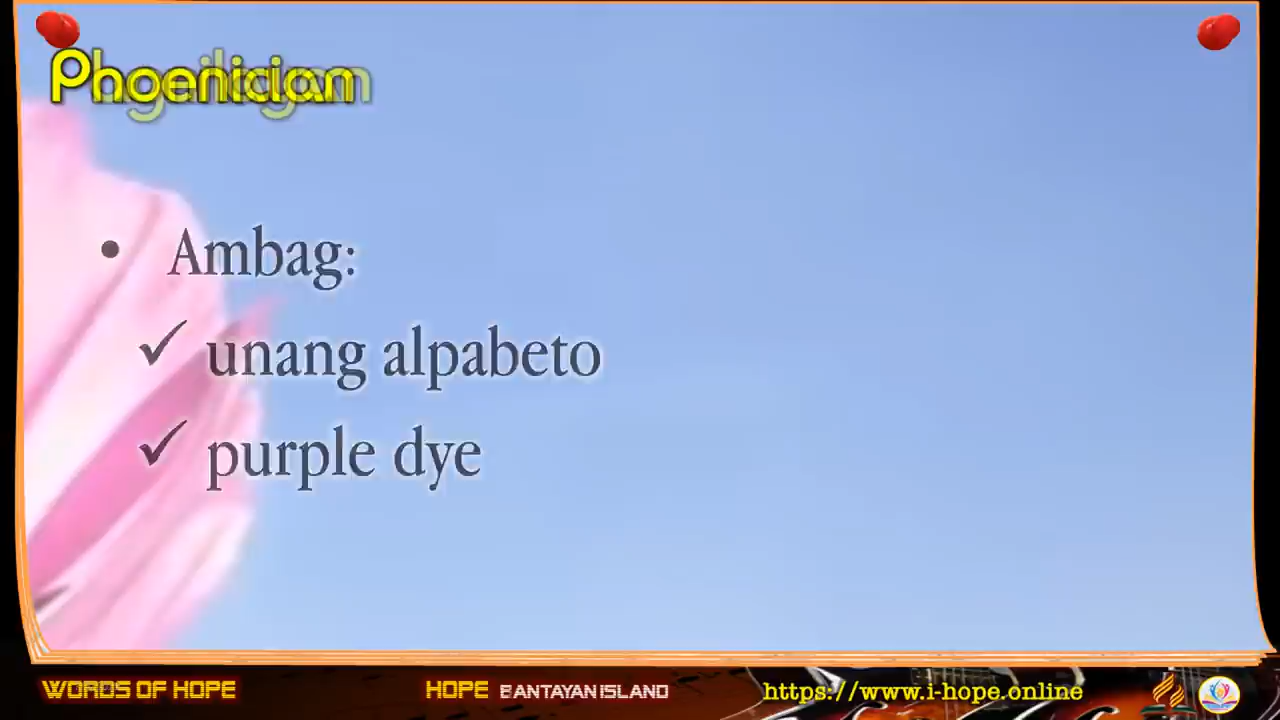 Phoenician
• Ambag:
✓ unang alpabeto
✓ purple dye
WORDS OF HOPE
HOPE BANTAYAN ISLAND
https://www.i-hope.online